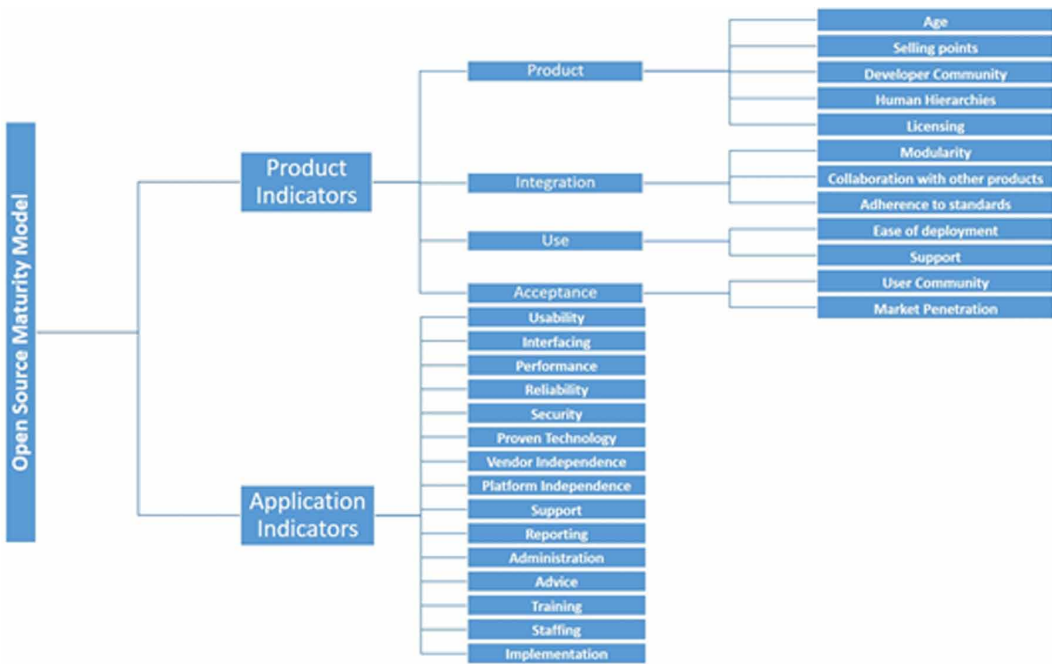 Open Source Maturity Model
Product
Indicators
Product
Age
Selling points
Developer Community
Human Hierarchies
Licensing
Integration
Modularity
Collaboration with other products
Adherence to standards
Use
Ease of deployment
Support
Acceptance
User Community
Market Penetration
Application
Indicators
Usability
Interfacing
Performance
Reliability
Security
Proven Technology
Vendor Independence
Platform Independence
Support
Reporting
Administration
Advice
Training
Staffing
Implementation